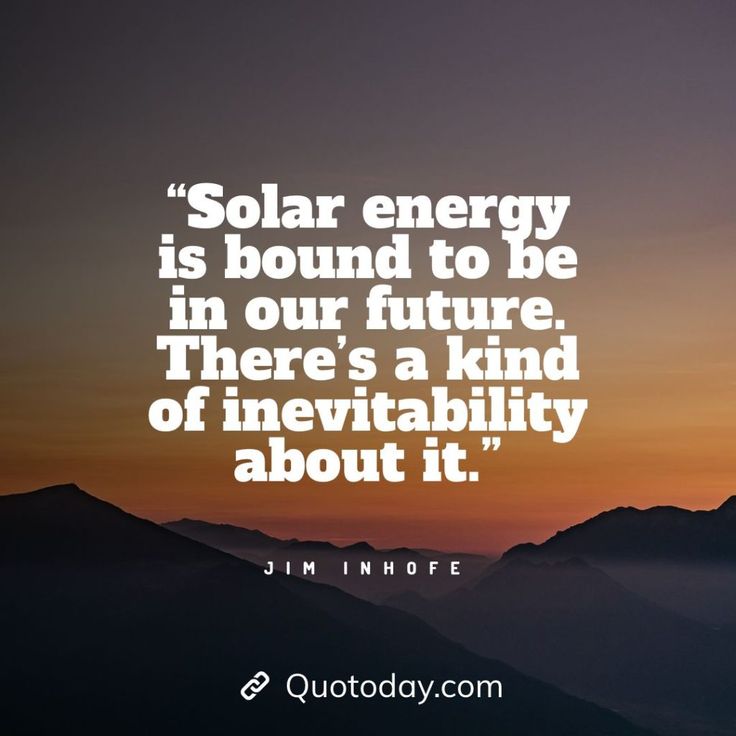 “Solar energy
is bound to be
in our future.
There’s a kind
of inevitability
about it.”
JIM INHOFE
Quotoday.com